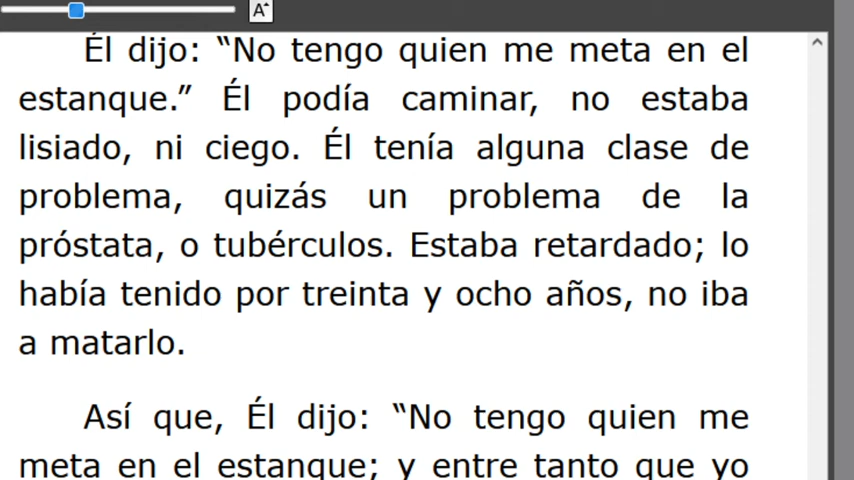 A
Él dijo: “No tengo quien me meta en el
estanque.” Él podía caminar, no estaba
lisiado, ni ciego. Él tenía alguna clase de
problema, quizás un problema de la
próstata, o tubérculos. Estaba retardado; lo
había tenido por treinta y ocho años, no iba
a matarlo.
Así que, Él dijo: “No tengo quien me
meta en el estanque; y entre tanto que yo